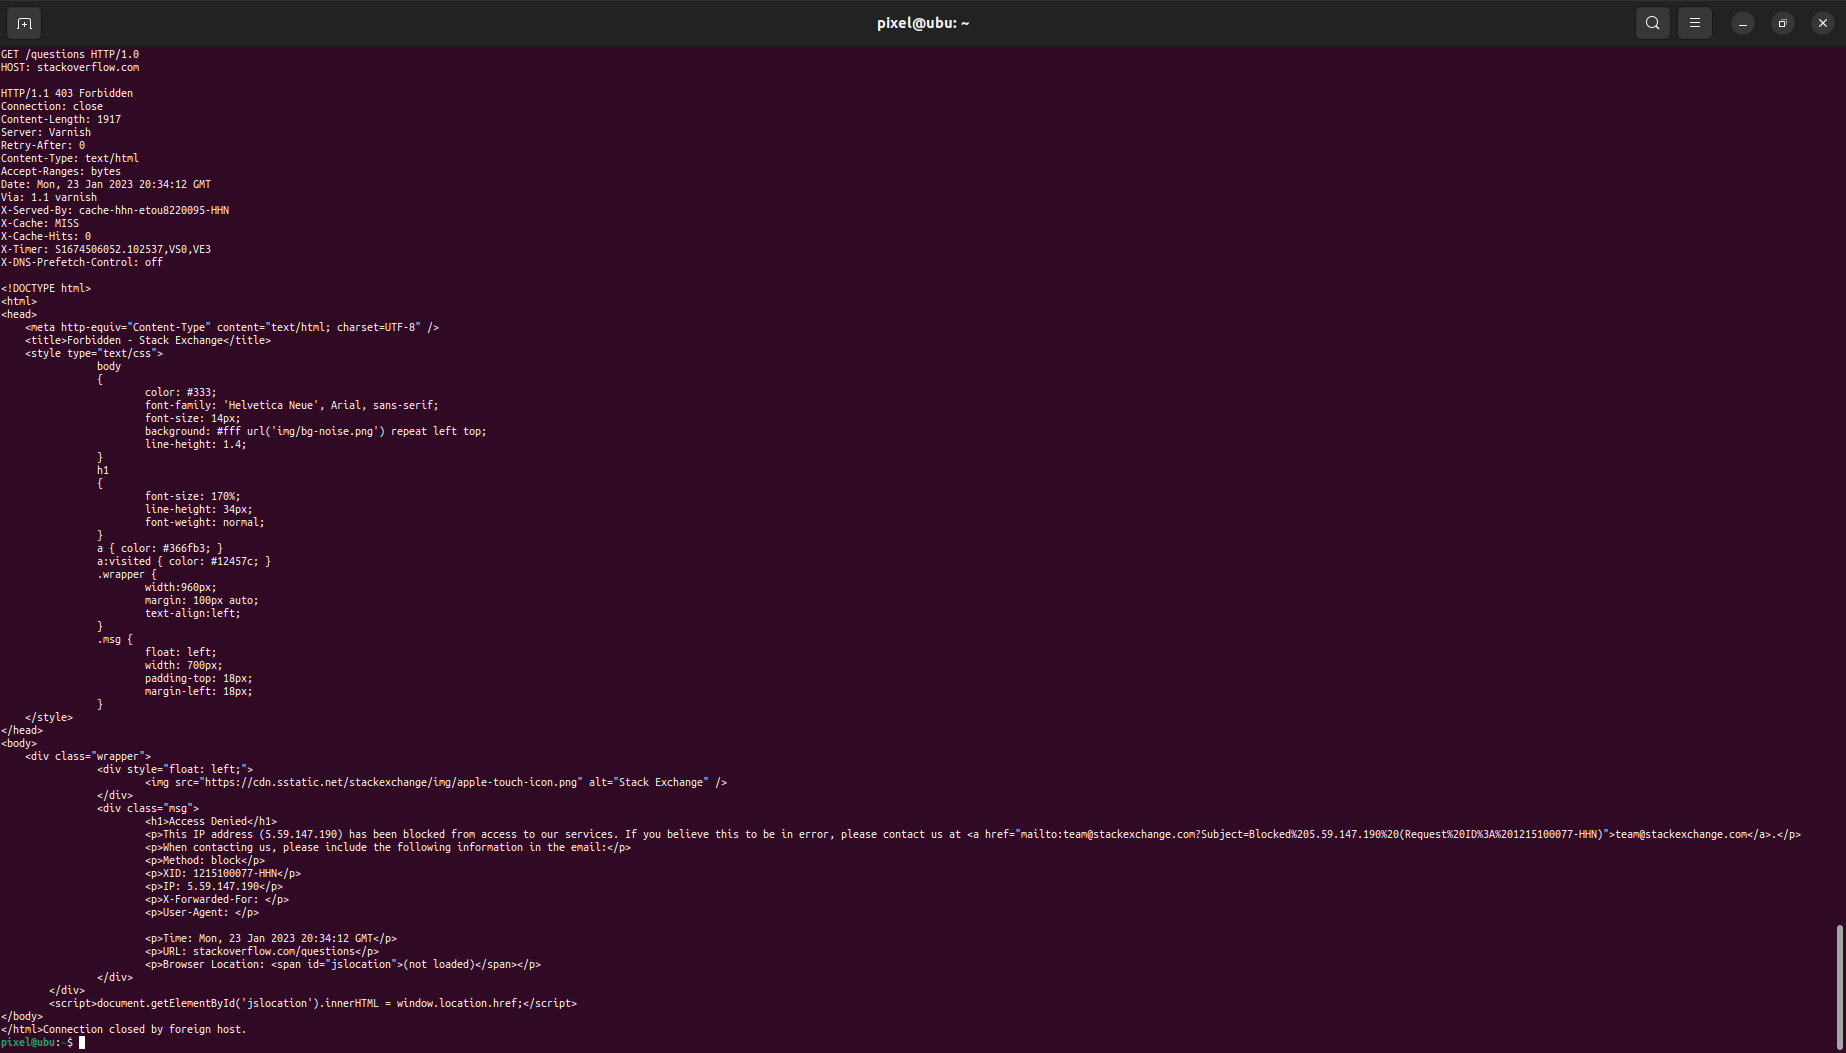 pixel@ubu: ~
GET /questions HTTP/1.0
HOST: stackoverflow.com
HTTP/1.1 403 Forbidden
Connection: close
Content-Length: 1917
Server: Varnish
Retry-After: 0
Content-Type: text/html
Accept-Ranges: bytes
Date: Mon, 23 Jan 2023 20:34:12 GMT
Via: 1.1 varnish
X-Served-By: cache-hhn-etou8220095-HHN
X-Cache: MISS
X-Cache-Hits: 0
X-Timer: S1674506052.102537,VS0,VE3
X-DNS-Prefetch-Control: off
<!DOCTYPE html>
<html>
<head>
    <meta http-equiv="Content-Type" content="text/html; charset=UTF-8" />
    <title>Forbidden - Stack Exchange</title>
    <style type="text/css">
                body
                {
                        color: #333;
                        font-family: 'Helvetica Neue', Arial, sans-serif;
                        font-size: 14px;
                        background: #fff url('img/bg-noise.png') repeat left top;
                        line-height: 1.4;
                }
                h1
                {
                        font-size: 170%;
                        line-height: 34px;
                        font-weight: normal;
                }
                a { color: #366fb3; }
                a:visited { color: #12457c; }
                .wrapper {
                        width:960px;
                        margin: 100px auto;
                        text-align:left;
                }
                .msg {
                        float: left;
                        width: 700px;
                        padding-top: 18px;
                        margin-left: 18px;
                }
    </style>
</head>
<body>
    <div class="wrapper">
                <div style="float: left;">
                        <img src="https://cdn.sstatic.net/stackexchange/img/apple-touch-icon.png" alt="Stack Exchange" />
                </div>
                <div class="msg">
                        <h1>Access Denied</h1>
                        <p>This IP address (5.59.147.190) has been blocked from access to our services. If you believe this to be in error, please contact us at <a href="mailto:team@stackexchange.com?Subject=Blocked%205.59.147.190%20(Request%20ID%3A%201215100077-HHN)">team@stackexchange.com</a>.</p>
                        <p>When contacting us, please include the following information in the email:</p>
                        <p>Method: block</p>
                        <p>XID: 1215100077-HHN</p>
                        <p>IP: 5.59.147.190</p>
                        <p>X-Forwarded-For: </p>
                        <p>User-Agent: </p>
                        <p>Time: Mon, 23 Jan 2023 20:34:12 GMT</p>
                        <p>URL: stackoverflow.com/questions</p>
                        <p>Browser Location: <span id="jslocation">(not loaded)</span></p>
                </div>
        </div>
        <script>document.getElementById('jslocation').innerHTML = window.location.href;</script>
</body>
</html>Connection closed by foreign host.
pixel@ubu:~$